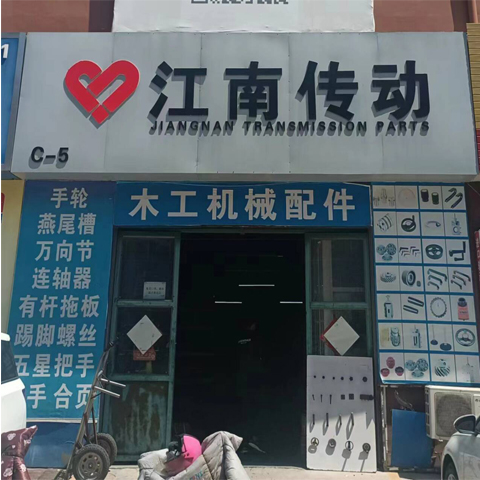 江南传动
JIANGNAN TRANSMISSION PARTS
C-5
木工机械配件
手轮
燕尾槽
万向节
连轴器
有杆拖板
踢脚螺丝
五星把手
手合页